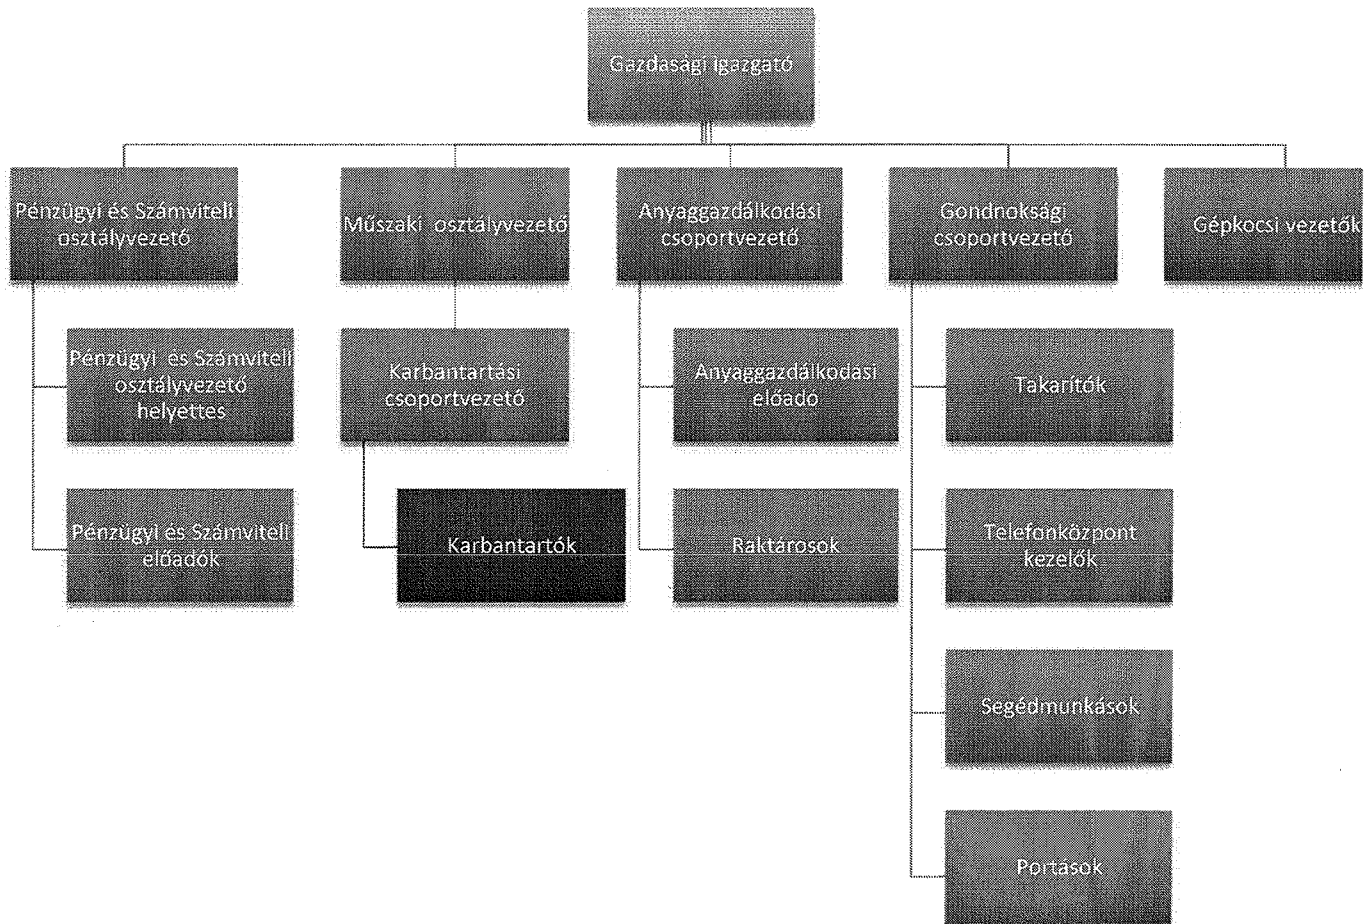 Gazdasági igazgató
Pénzügyi és Számviteli
osztályvezető
Műszaki osztályvezető
Anyaggazdálkodási
csoportvezető
Gondnoksági
csoportvezető
Gépkocsi vezetők
Pénzügyi és Számviteli
osztályvezető
helyettes
Karbantartási
csoportvezető
Anyaggazdálkodási
előadó
Takarítók
Pénzügyi és Számviteli
előadók
Karbantartók
Raktárosok
Telefonközpont
kezelők
Segédmunkások
Portások